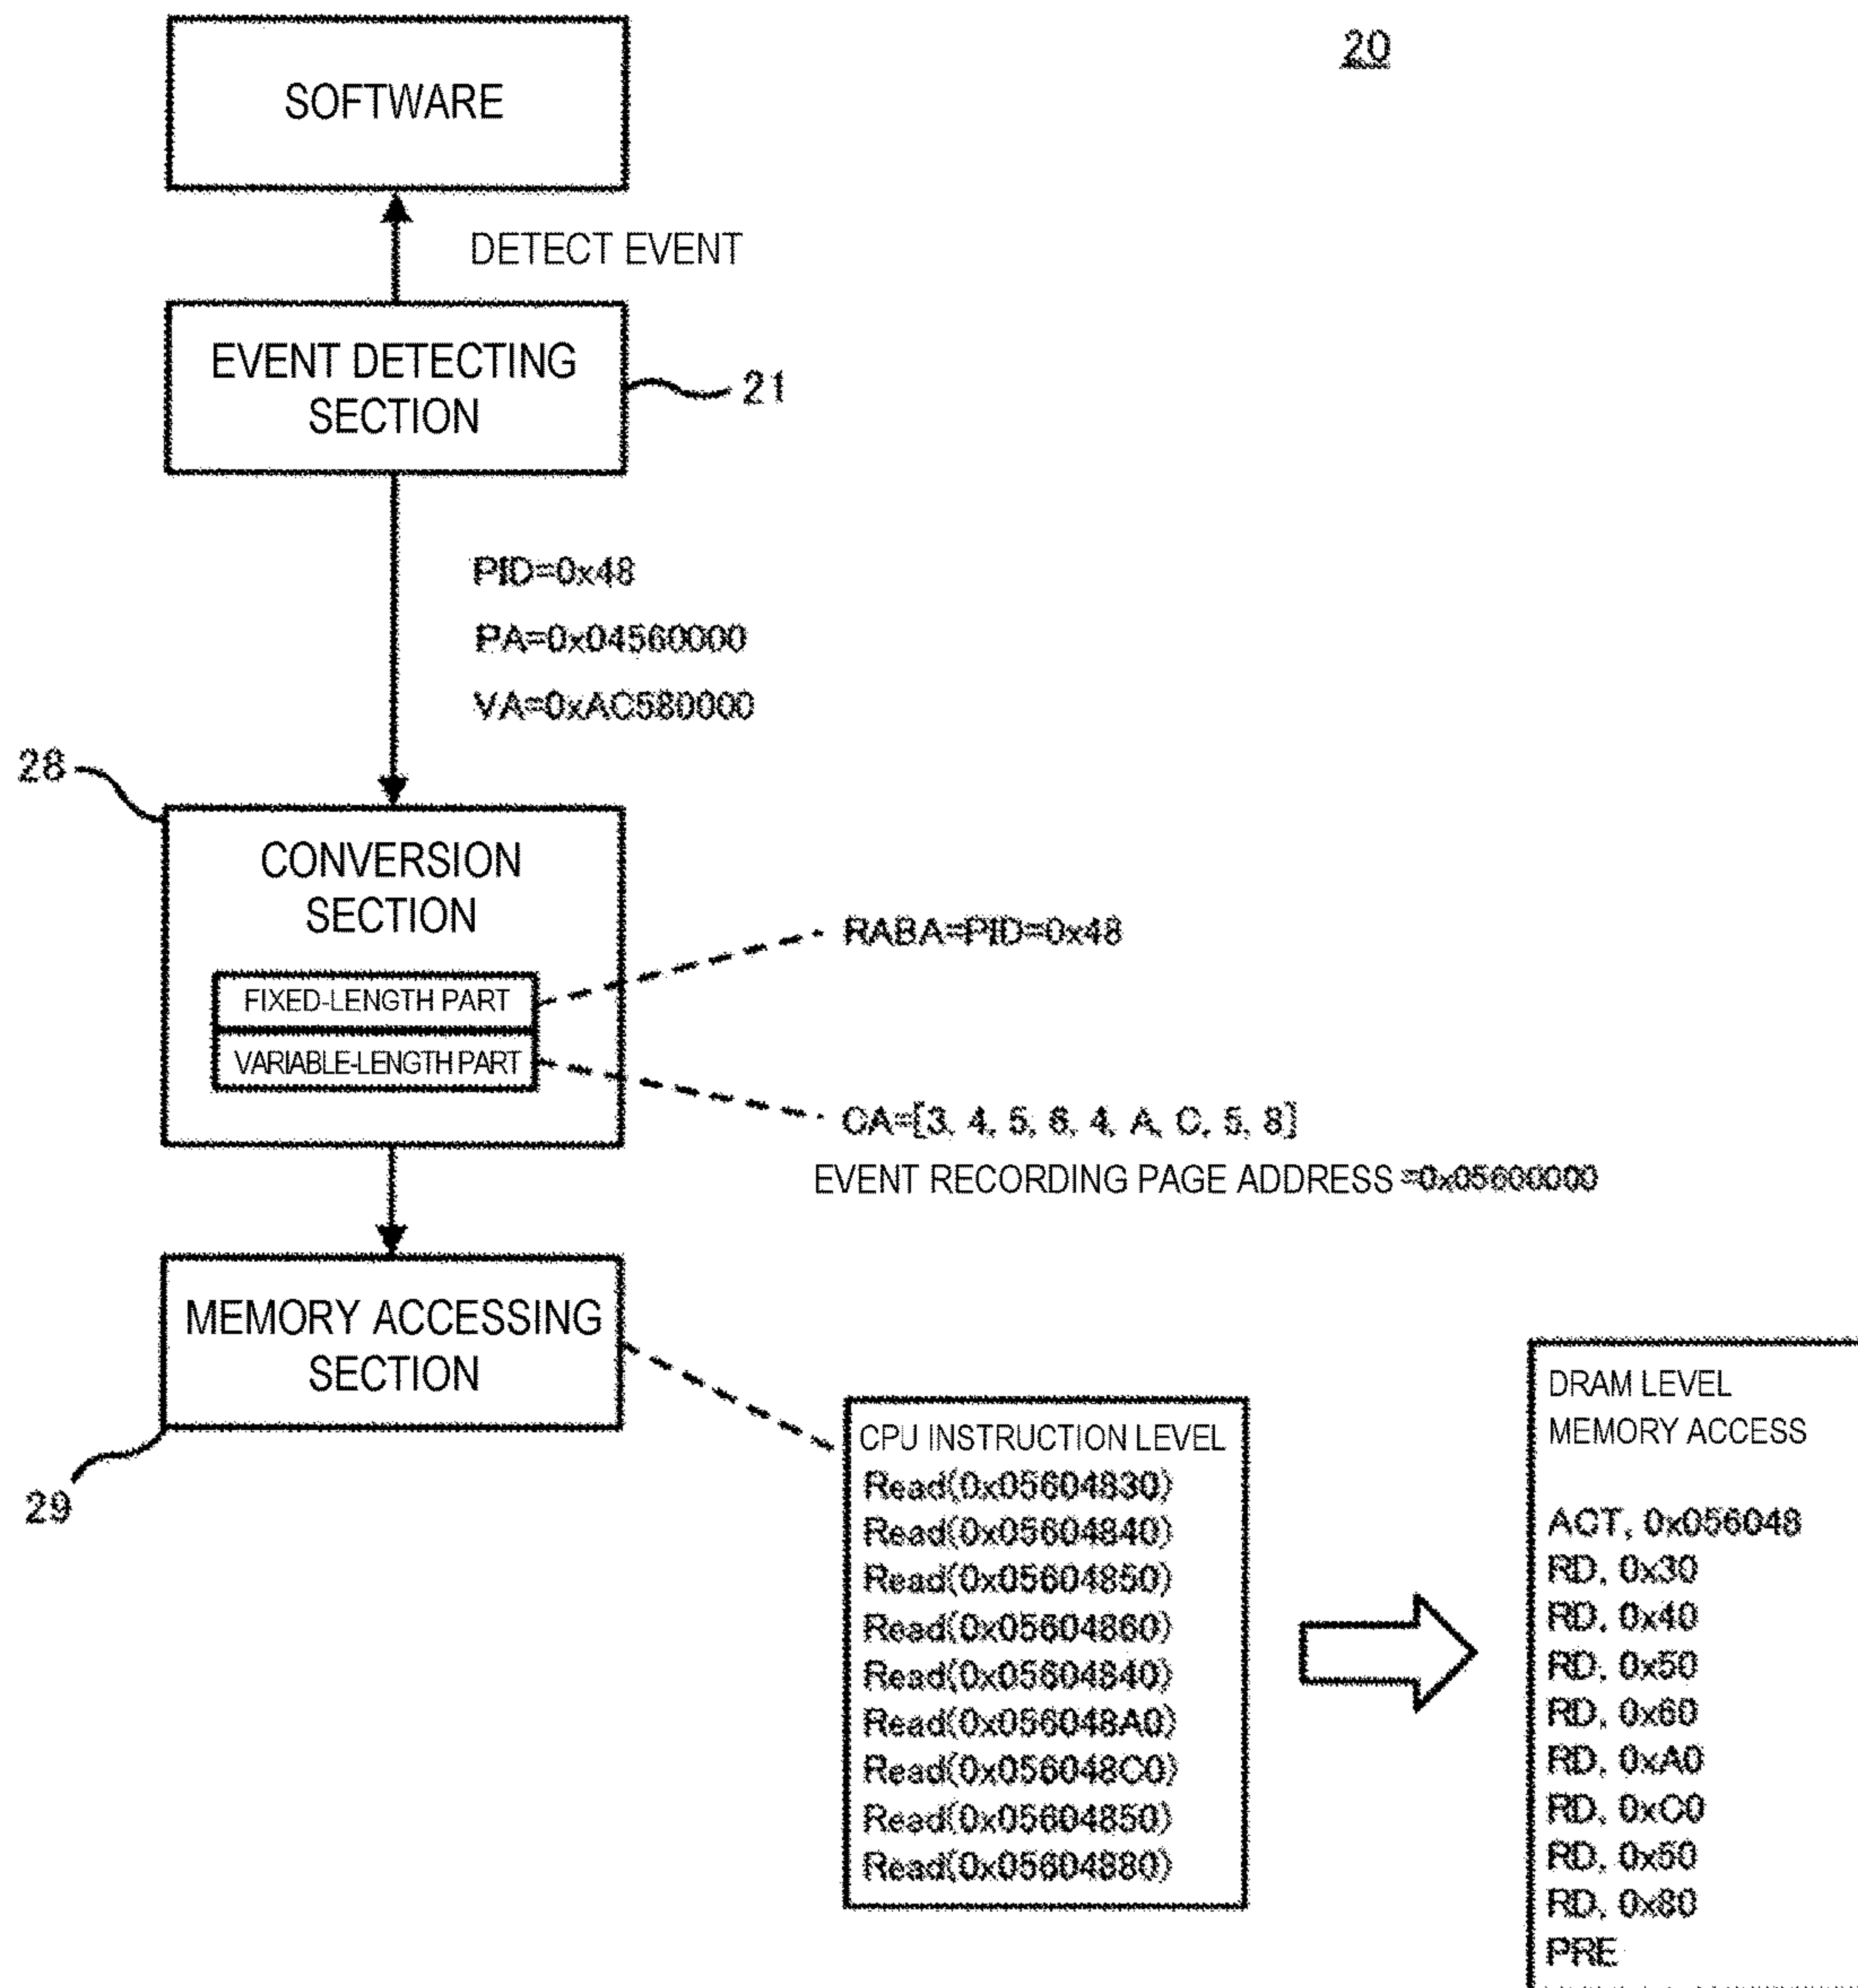 20
SOFTWARE
DETECT EVENT
EVENT DETECTING
SECTION
21
PID=0x48
PA=0x04560000
VA=0xAC580000
28
CONVERSION
SECTION
FIXED-LENGTH PART
VARIABLE-LENGTH PART
RABA=PID=0x48
CA=[3, 4, 5, 6, 4, A, C, 5, 8]
EVENT RECORDING PAGE ADDRESS =0x05600000
MEMORY ACCESSING
SECTION
29
CPU INSTRUCTION LEVEL
Read(0x05604830)
Read(0x05604840)
Read(0x05604850)
Read(0x05604860)
Read(0x05604840)
Read(0x056048A0)
Read(0x056048C0)
Read(0x05604850)
Read(0x05604880)
DRAM LEVEL
MEMORY ACCESS
ACT, 0x056048
RD, 0x30
RD, 0x40
RD, 0x50
RD, 0x60
RD, 0xA0
RD, 0xC0
RD, 0x50
RD, 0x80
PRE